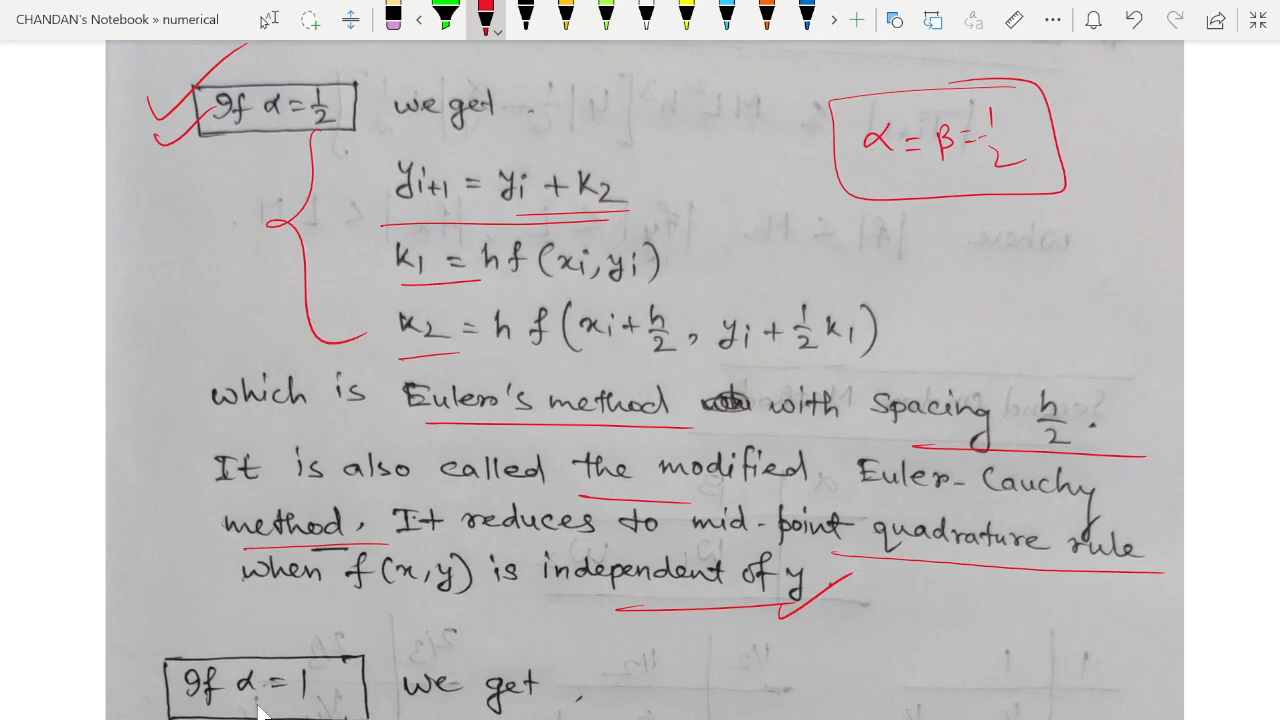 CHANDAN's Notebook » numerical
If α = 1/2 we get .
α = β = 1/2
yi+1 = yi + K2
K1 = h f (xi, yi)
K2 = h f (xi + h/2, yi + 1/2 K1)
which is Euler's method with spacing h/2 .
It is also called the modified Euler-Cauchy
method. It reduces to mid-point quadrature rule
when f(x, y) is independent of y .
If α = 1 we get ,